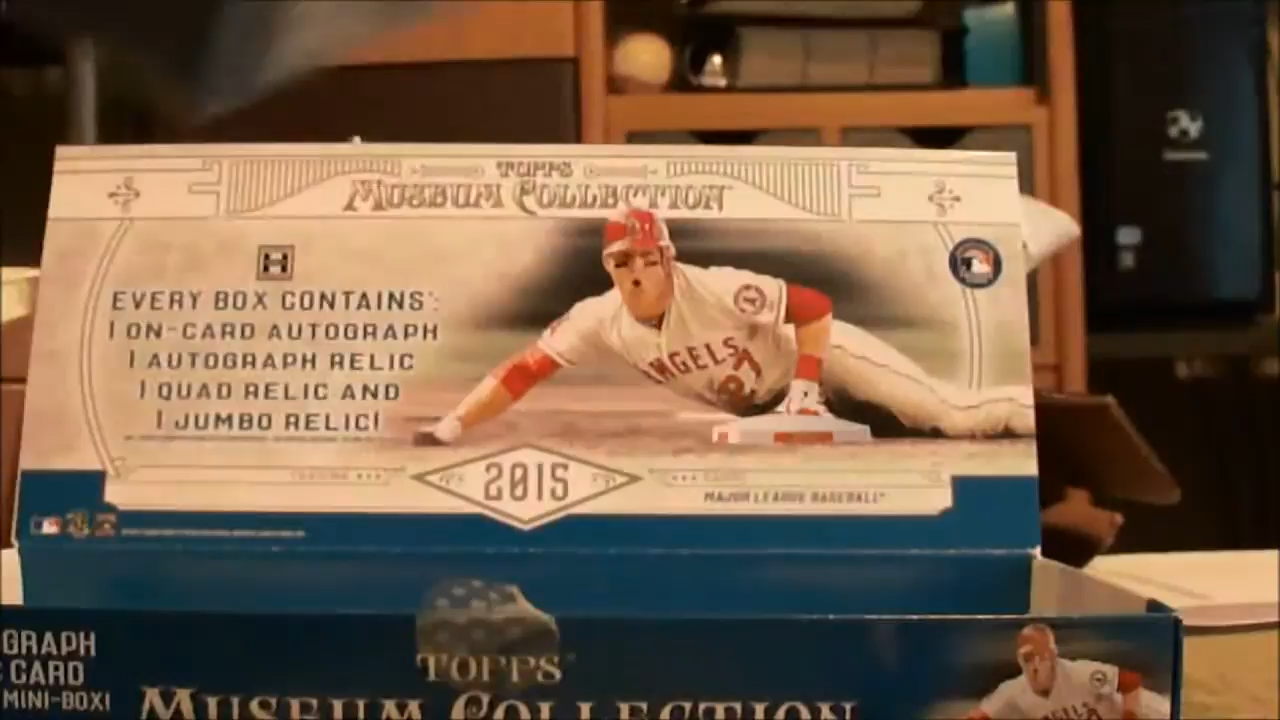 TOPPS
MUSEUM COLLECTION
H
EVERY BOX CONTAINS:
1 ON-CARD AUTOGRAPH
1 AUTOGRAPH RELIC
1 QUAD RELIC AND
1 JUMBO RELIC!
ANGELS
27
2015
MAJOR LEAGUE BASEBALL
GRAPH
CARD
MINI-BOX!
TOPPS
MUSEUM COLLECTION